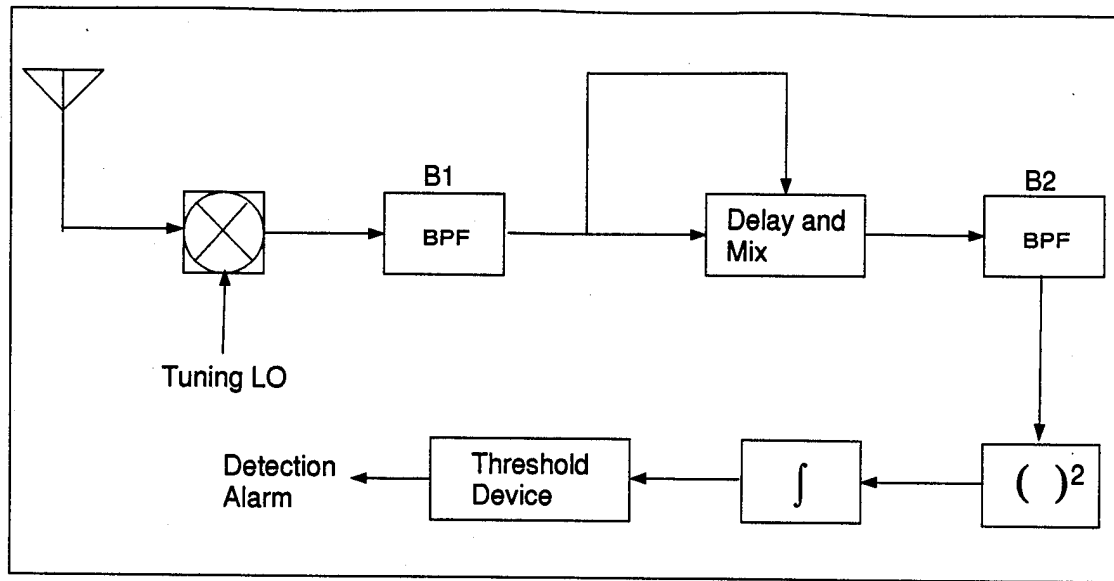 B1
BPF
Delay and
Mix
B2
BPF
Tuning LO
Detection
Alarm
Threshold
Device
∫
( )²